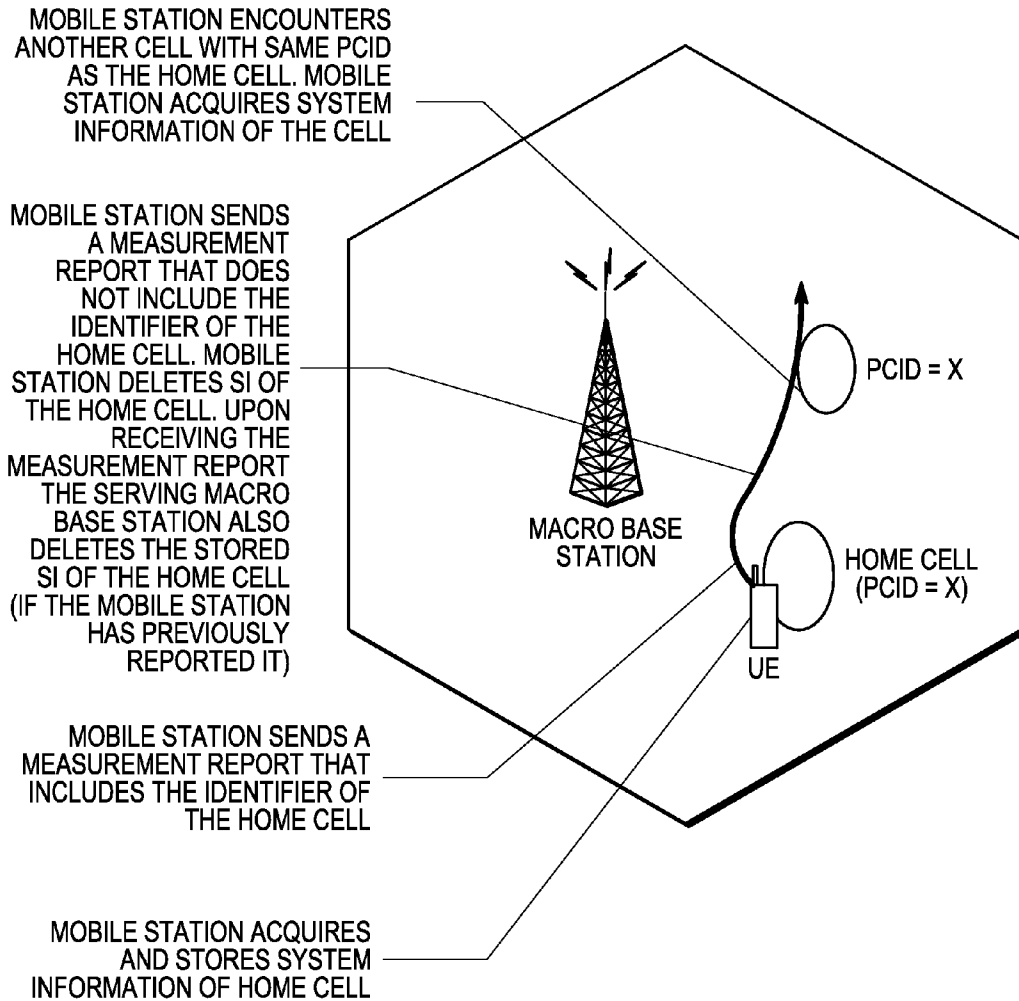 MOBILE STATION ENCOUNTERS
ANOTHER CELL WITH SAME PCID
AS THE HOME CELL. MOBILE
STATION ACQUIRES SYSTEM
INFORMATION OF THE CELL
MOBILE STATION SENDS
A MEASUREMENT
REPORT THAT DOES
NOT INCLUDE THE
IDENTIFIER OF THE
HOME CELL. MOBILE
STATION DELETES SI OF
THE HOME CELL. UPON
RECEIVING THE
MEASUREMENT REPORT
THE SERVING MACRO
BASE STATION ALSO
DELETES THE STORED
SI OF THE HOME CELL
(IF THE MOBILE STATION
HAS PREVIOUSLY
REPORTED IT)
PCID = X
MACRO BASE
STATION
HOME CELL
(PCID = X)
UE
MOBILE STATION SENDS A
MEASUREMENT REPORT THAT
INCLUDES THE IDENTIFIER OF
THE HOME CELL
MOBILE STATION ACQUIRES
AND STORES SYSTEM
INFORMATION OF HOME CELL